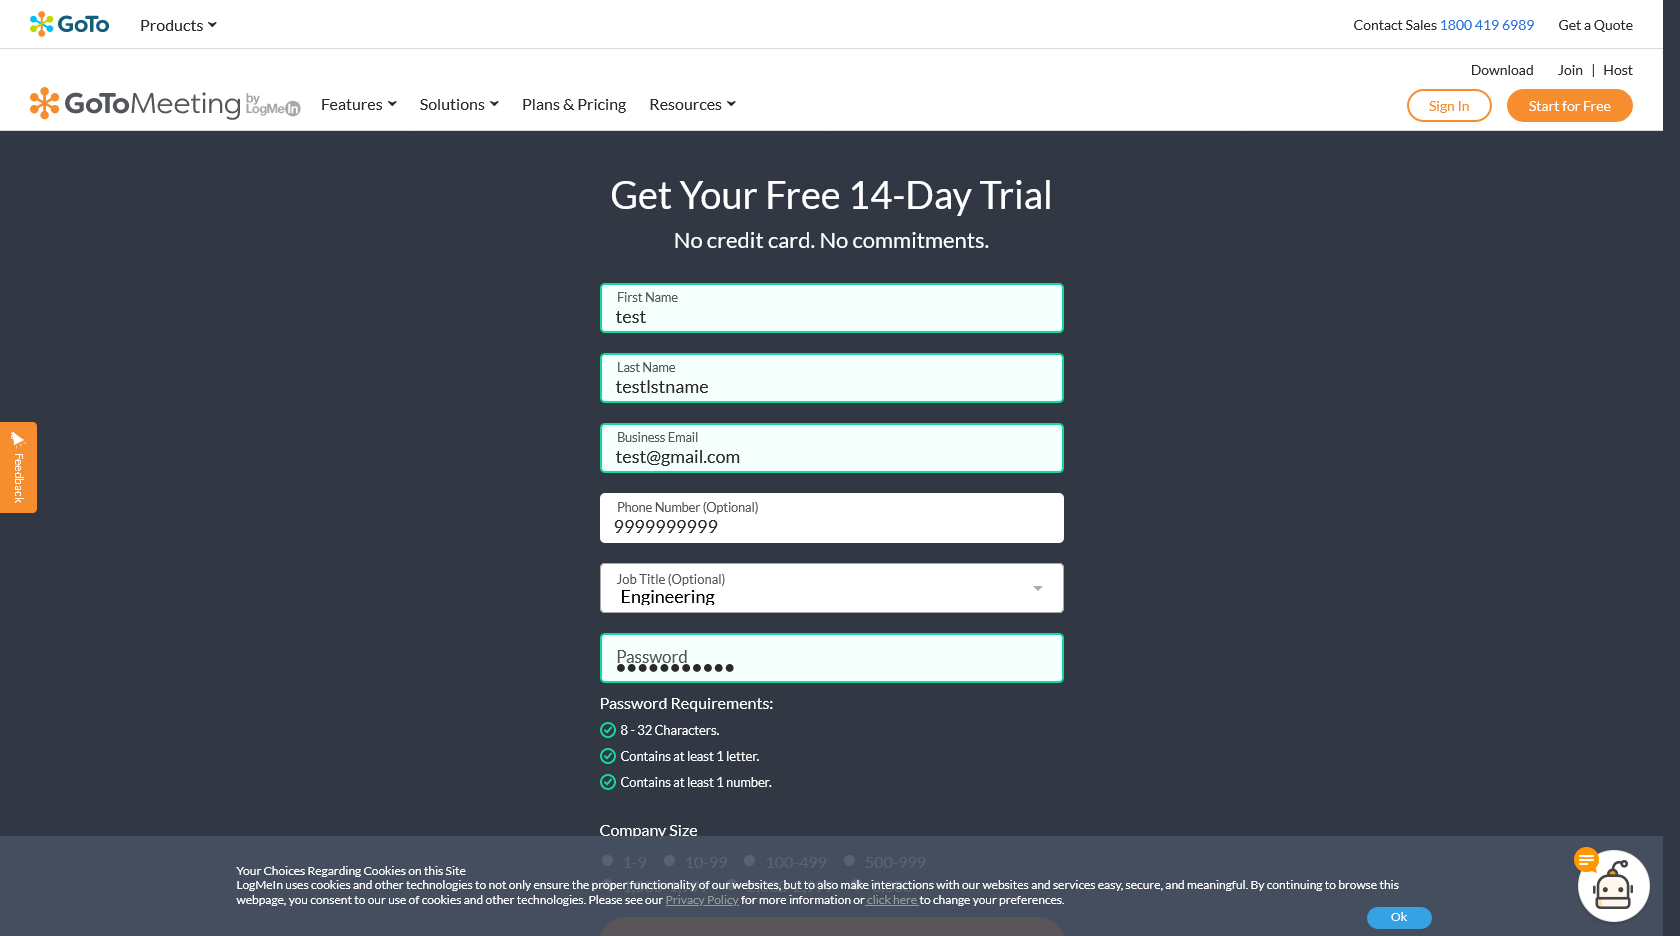 GoTo
Products
Contact Sales 1800 419 6989
Get a Quote
Download
Join | Host
GoToMeeting by LogMeIn
Features
Solutions
Plans & Pricing
Resources
Sign In
Start for Free
Get Your Free 14-Day Trial
No credit card. No commitments.
First Name
test
Last Name
testlstname
Business Email
test@gmail.com
Feedback
Phone Number (Optional)
9999999999
Job Title (Optional)
Engineering
Password
Password Requirements:
8 - 32 Characters.
Contains at least 1 letter.
Contains at least 1 number.
Company Size
1-9
10-99
100-499
500-999
Your Choices Regarding Cookies on this Site
LogMeIn uses cookies and other technologies to not only ensure the proper functionality of our websites, but to also make interactions with our websites and services easy, secure, and meaningful. By continuing to browse this
webpage, you consent to our use of cookies and other technologies. Please see our Privacy Policy for more information or click here to change your preferences.
Ok